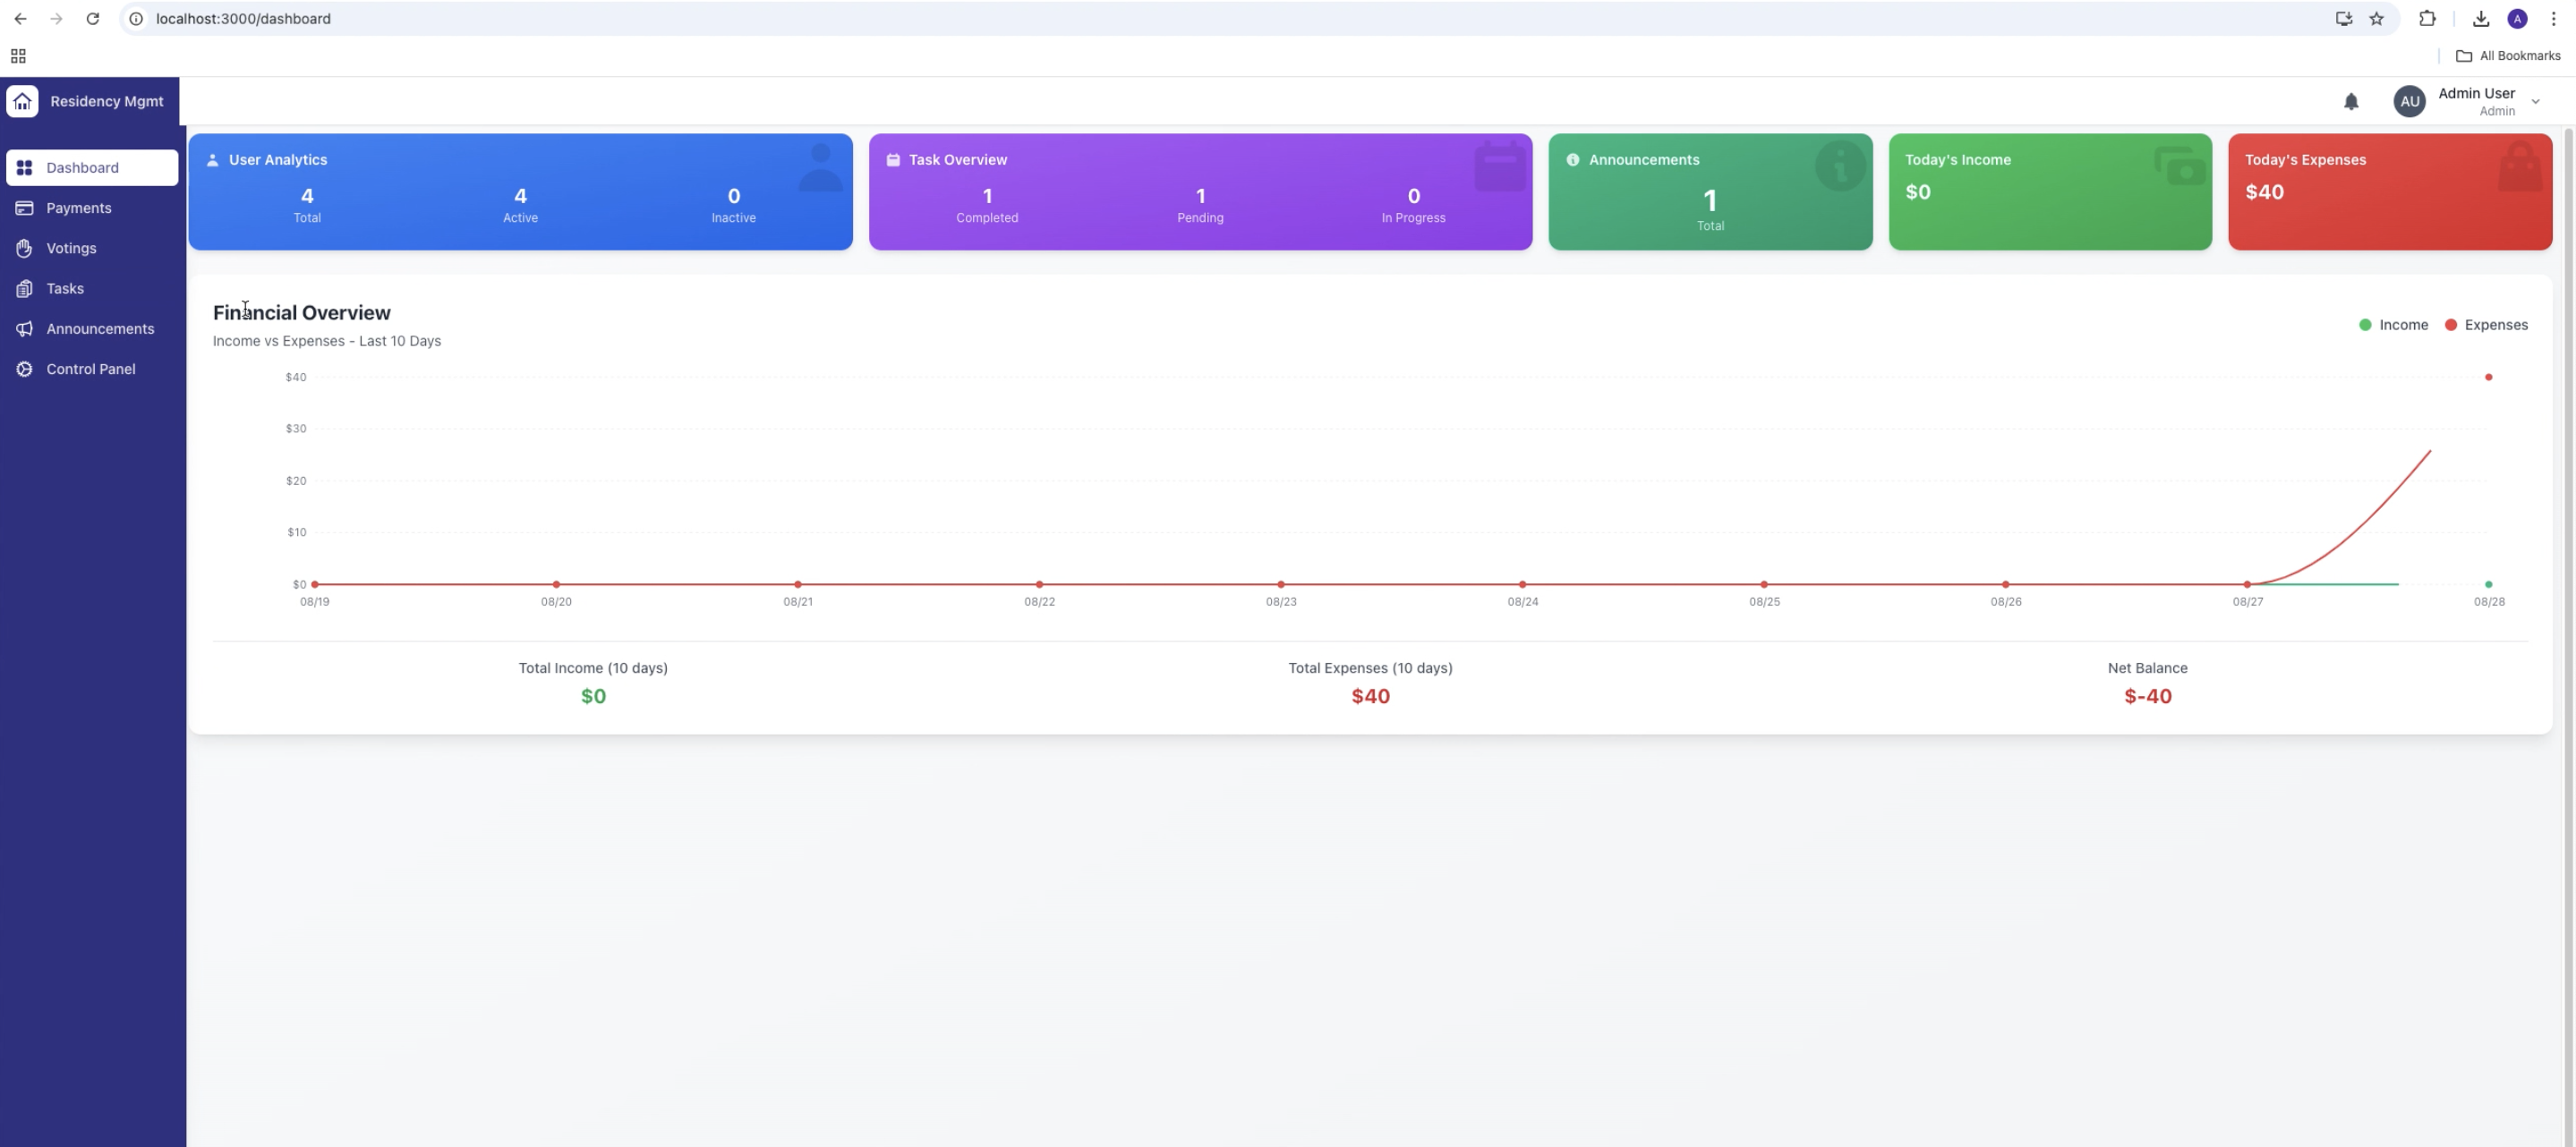 localhost:3000/dashboard
A
All Bookmarks
Residency Mgmt
AU
Admin User
Admin
Dashboard
Payments
Votings
Tasks
Announcements
Control Panel
User Analytics
4
4
0
Total
Active
Inactive
Task Overview
1
1
0
Completed
Pending
In Progress
Announcements
1
Total
Today's Income
$0
Today's Expenses
$40
Financial Overview
Income vs Expenses - Last 10 Days
Income
Expenses
$40
$30
$20
$10
$0
08/19
08/20
08/21
08/22
08/23
08/24
08/25
08/26
08/27
08/28
Total Income (10 days)
$0
Total Expenses (10 days)
$40
Net Balance
$-40